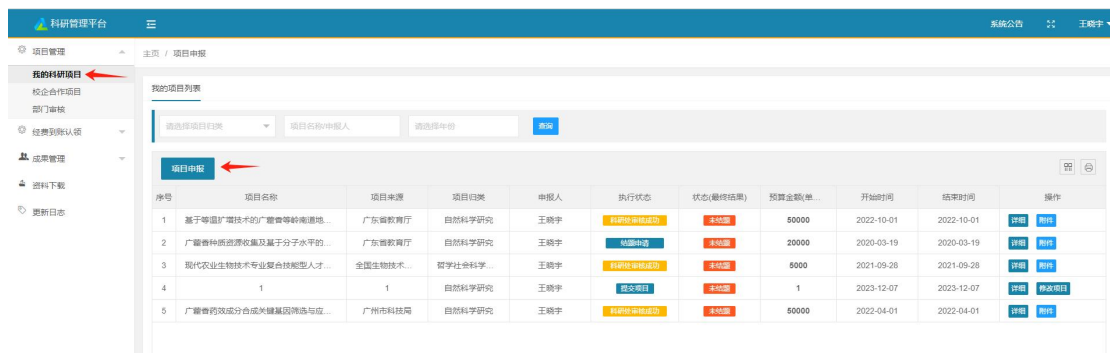 科研管理平台
系统公告 王晓宇
项目管理
主页 / 项目申报
我的科研项目
校企合作项目
部门审核
经费到账认领
成果管理
资料下载
更新日志
我的项目列表
请选择项目归类 项目名称/申报人 请选择年份 查询
项目申报
序号 项目名称 项目来源 项目归类 申报人 执行状态 状态(最终结果) 预算金额(单... 开始时间 结束时间 操作
1 基于等温扩增技术的广藿香等岭南道地... 广东省教育厅 自然科学研究 王晓宇 科研处审核成功 未结题 50000 2022-10-01 2022-10-01 详细 附件
2 广藿香种质资源收集及基于分子水平的... 广东省教育厅 自然科学研究 王晓宇 结题申请 未结题 20000 2020-03-19 2020-03-19 详细 附件
3 现代农业生物技术专业复合技能型人才... 全国生物技术... 哲学社会科学... 王晓宇 科研处审核成功 未结题 5000 2021-09-28 2021-09-28 详细 附件
4 1 1 自然科学研究 王晓宇 提交项目 未结题 1 2023-12-07 2023-12-07 详细 修改项目
5 广藿香药效成分合成关键基因筛选与应... 广州市科技局 自然科学研究 王晓宇 科研处审核成功 未结题 50000 2022-04-01 2022-04-01 详细 附件